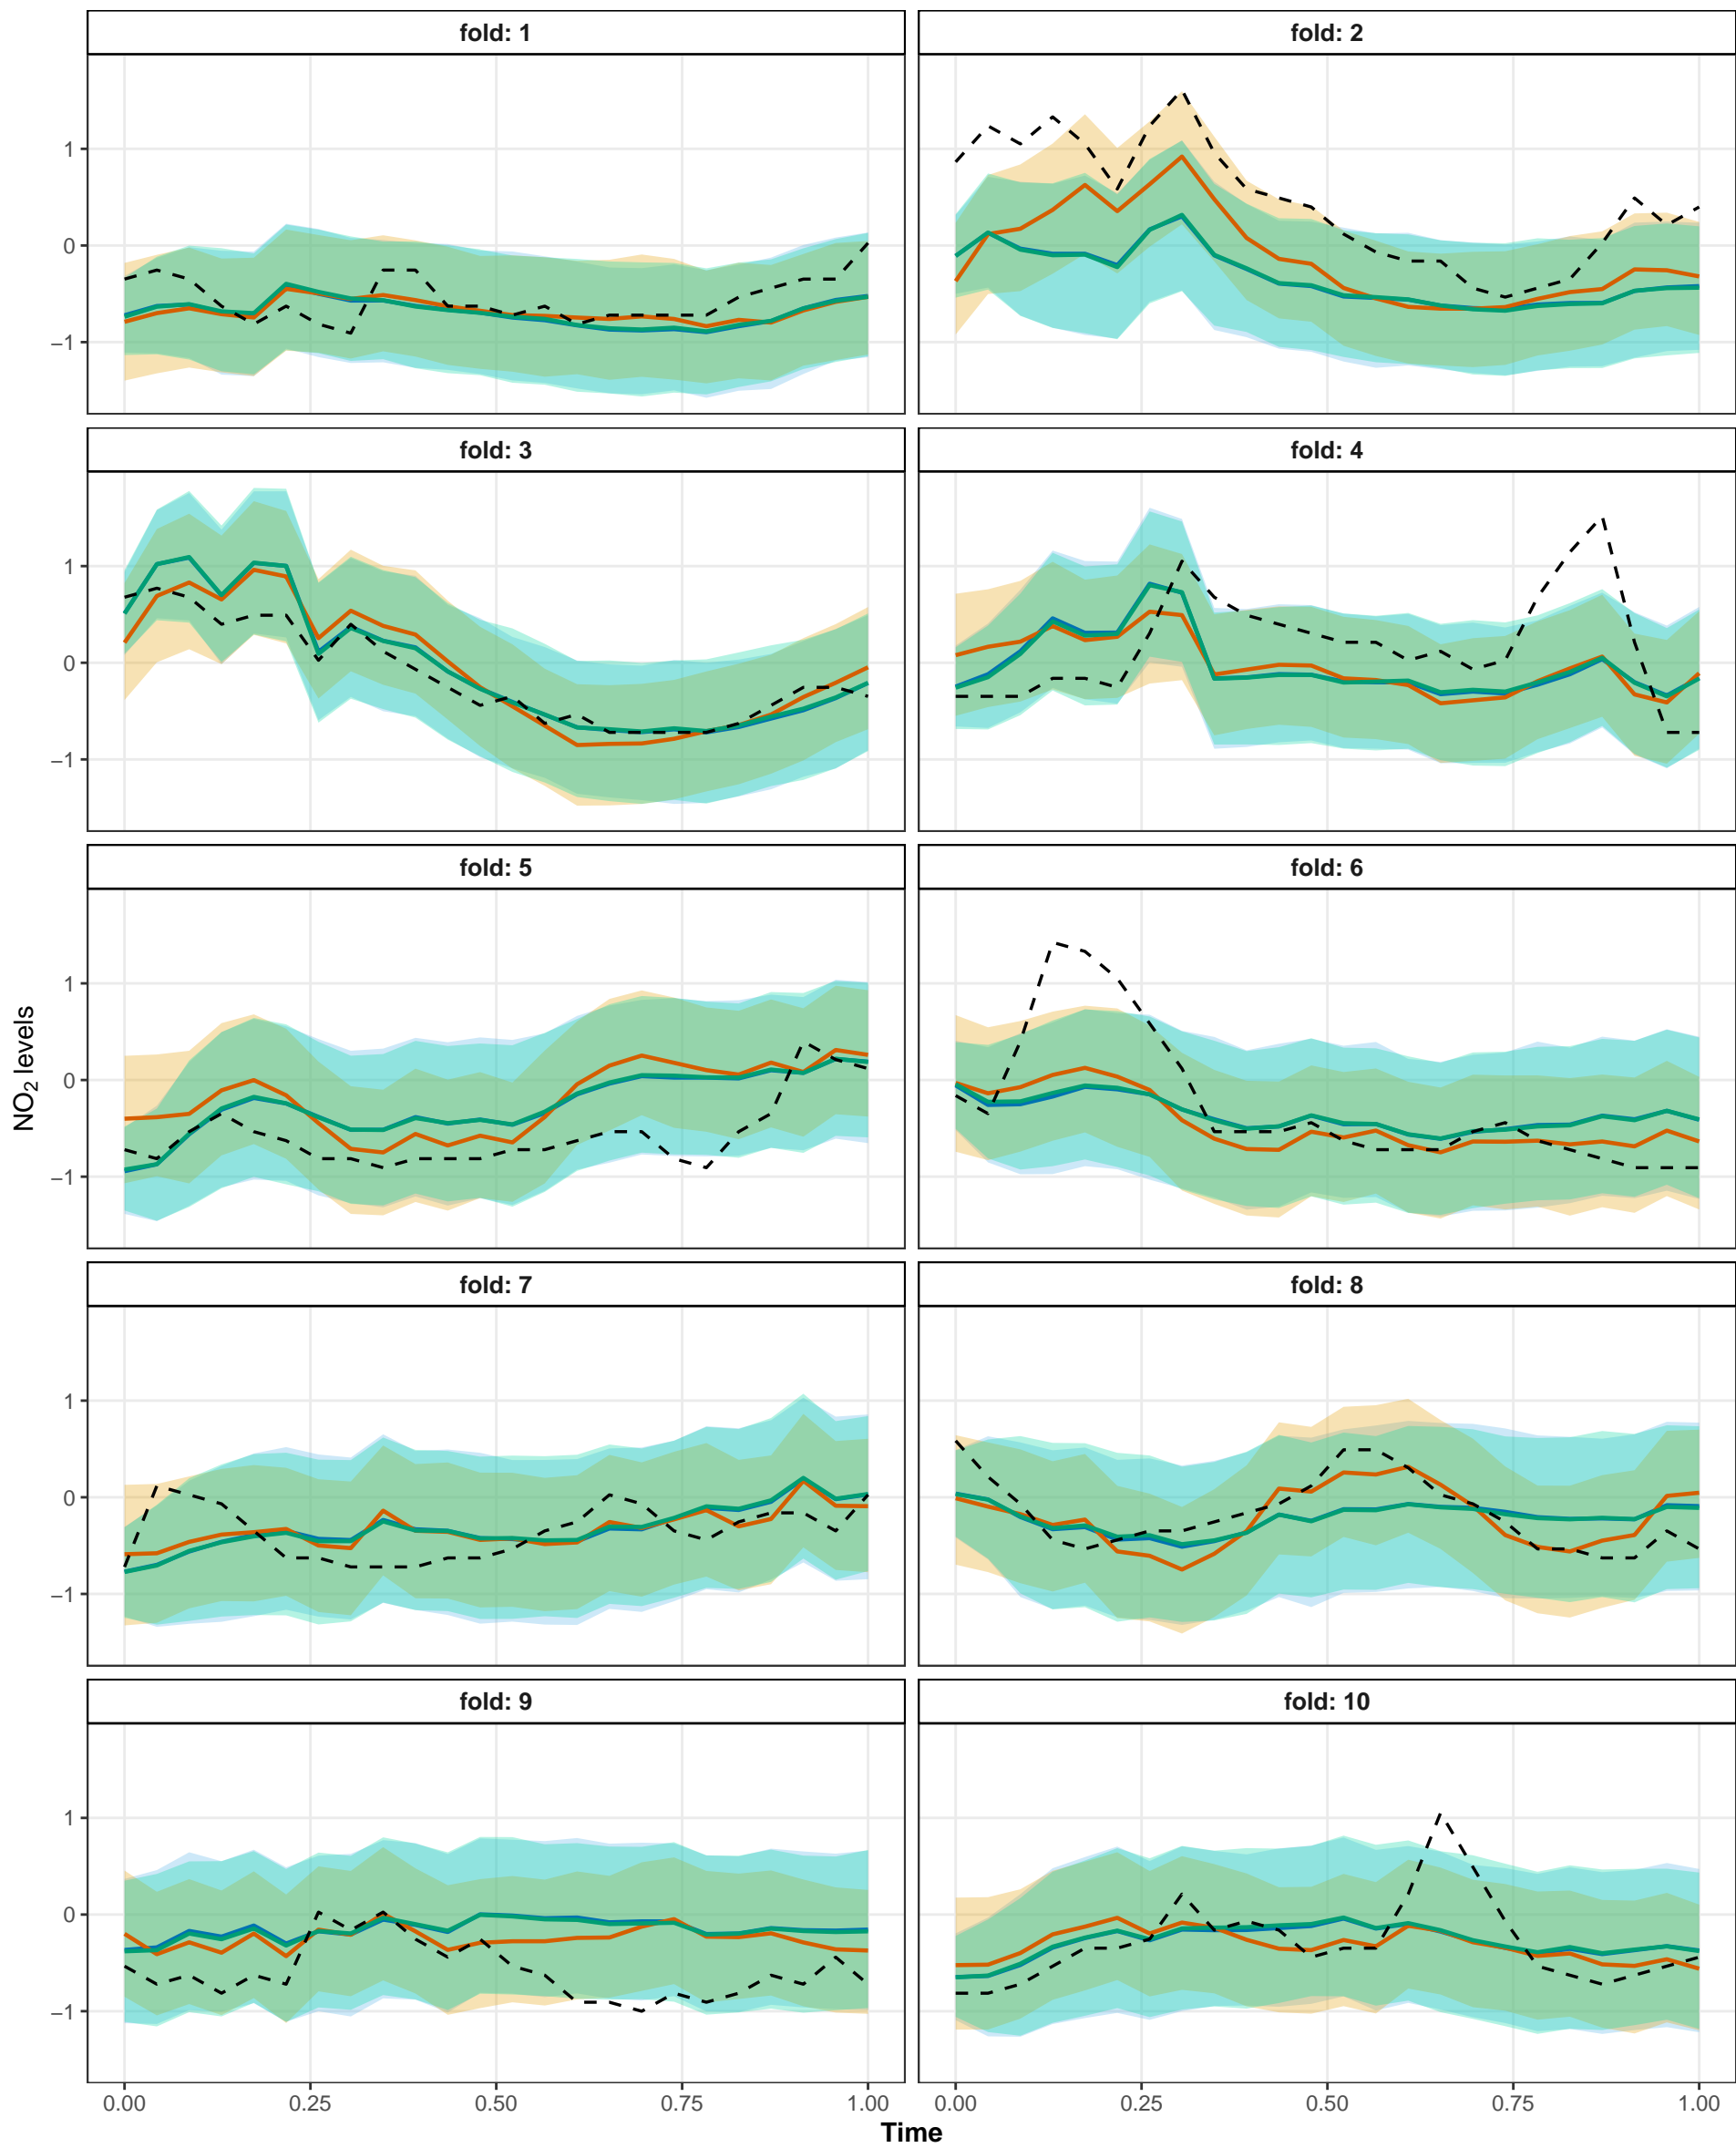 fold: 1
fold: 2
1
0
−1
fold: 3
fold: 4
1
0
−1
fold: 5
fold: 6
1
0
−1
NO2 levels
fold: 7
fold: 8
1
0
−1
fold: 9
fold: 10
1
0
−1
0.00 0.25 0.50 0.75 1.00 0.00 0.25 0.50 0.75 1.00
Time